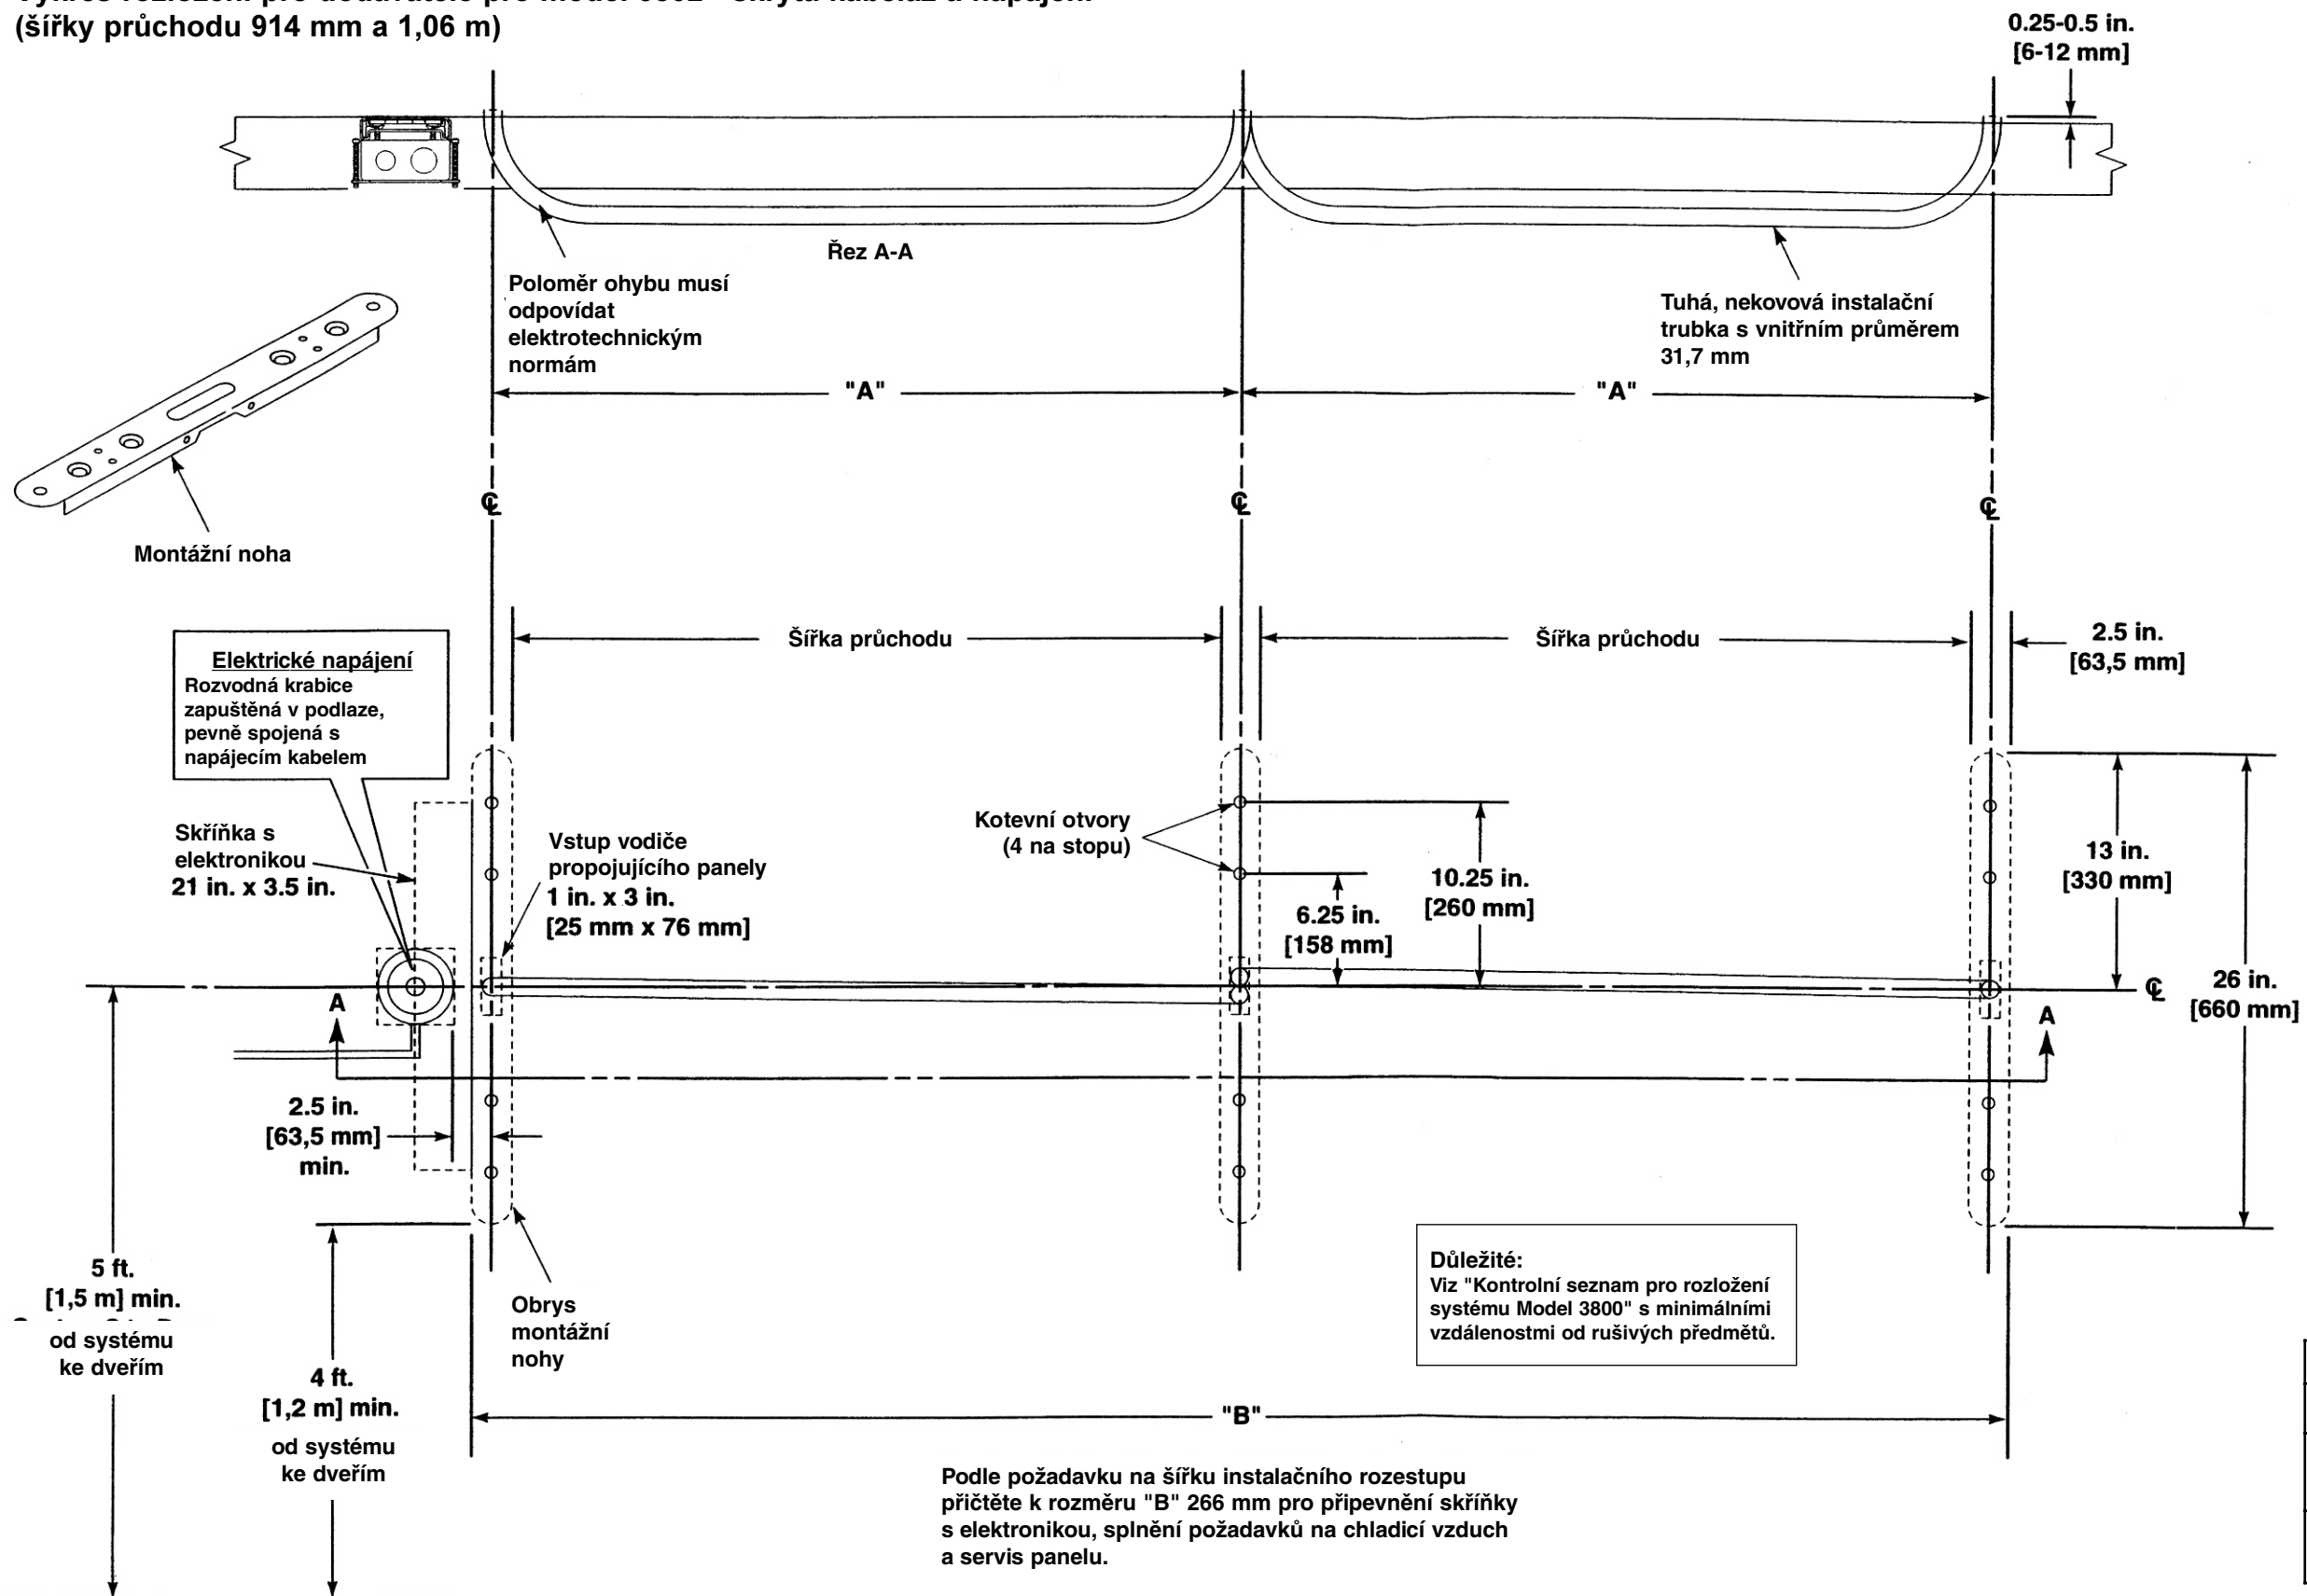 (šířky průchodu 914 mm a 1,06 m)
0.25-0.5 in.
[6-12 mm]
Řez A-A
Poloměr ohybu musí
odpovídat
elektrotechnickým
normám
Tuhá, nekovová instalační
trubka s vnitřním průměrem
31,7 mm
"A"
"A"
Montážní noha
℄
℄
℄
Šířka průchodu
Šířka průchodu
2.5 in.
[63,5 mm]
Elektrické napájení
Rozvodná krabice
zapuštěná v podlaze,
pevně spojená s
napájecím kabelem
Skříňka s
elektronikou
21 in. x 3.5 in.
Vstup vodiče
propojujícího panely
1 in. x 3 in.
[25 mm x 76 mm]
Kotevní otvory
(4 na stopu)
6.25 in.
[158 mm]
10.25 in.
[260 mm]
13 in.
[330 mm]
26 in.
[660 mm]
℄
A
A
2.5 in.
[63,5 mm]
min.
5 ft.
[1,5 m] min.
od systému
ke dveřím
4 ft.
[1,2 m] min.
od systému
ke dveřím
Obrys
montážní
nohy
Důležité:
Viz "Kontrolní seznam pro rozložení
systému Model 3800" s minimálními
vzdálenostmi od rušivých předmětů.
"B"
Podle požadavku na šířku instalačního rozestupu
přičtěte k rozměru "B" 266 mm pro připevnění skříňky
s elektronikou, splnění požadavků na chladicí vzduch
a servis panelu.